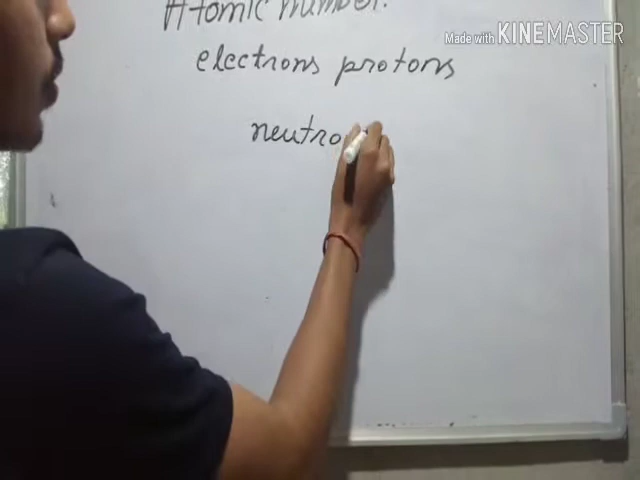 Made with KINEMASTER
Atomic number.
electrons protons
neutro